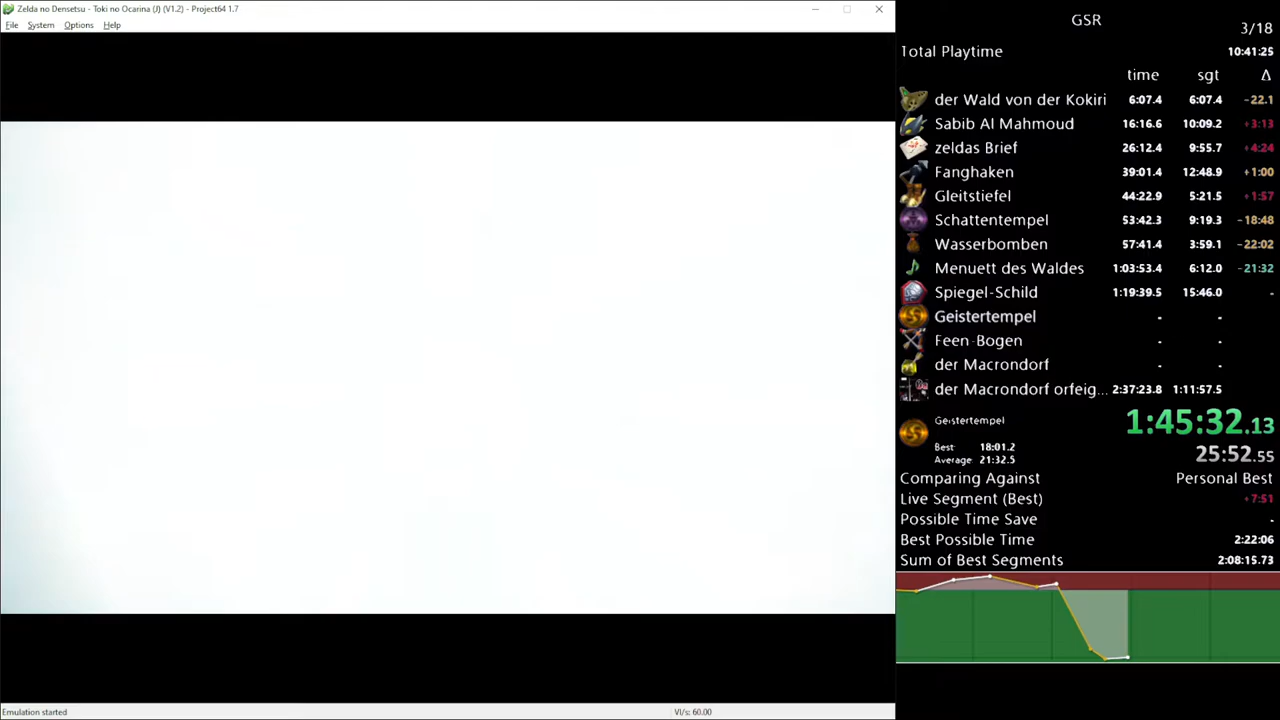 Zelda no Densetsu - Toki no Ocarina (J) (V1.2) - Project64 1.7
File System Options Help
Emulation started
VI/s: 60.00
GSR
3/18
Total Playtime 10:41:25
time sgt Δ
der Wald von der Kokiri 6:07.4 6:07.4 −22.1
Sabib Al Mahmoud 16:16.6 10:09.2 +3:13
zeldas Brief 26:12.4 9:55.7 +4:24
Fanghaken 39:01.4 12:48.9 +1:00
Gleitstiefel 44:22.9 5:21.5 +1:57
Schattentempel 53:42.3 9:19.3 −18:48
Wasserbomben 57:41.4 3:59.1 −22:02
Menuett des Waldes 1:03:53.4 6:12.0 −21:32
Spiegel-Schild 1:19:39.5 15:46.0 -
Geistertempel - -
Feen-Bogen - -
der Macrondorf - -
der Macrondorf orfeig... 2:37:23.8 1:11:57.5
Geistertempel 1:45:32.13
Best: 18:01.2 25:52.55
Average: 21:32.5
Comparing Against Personal Best
Live Segment (Best) +7:51
Possible Time Save -
Best Possible Time 2:22:06
Sum of Best Segments 2:08:15.73